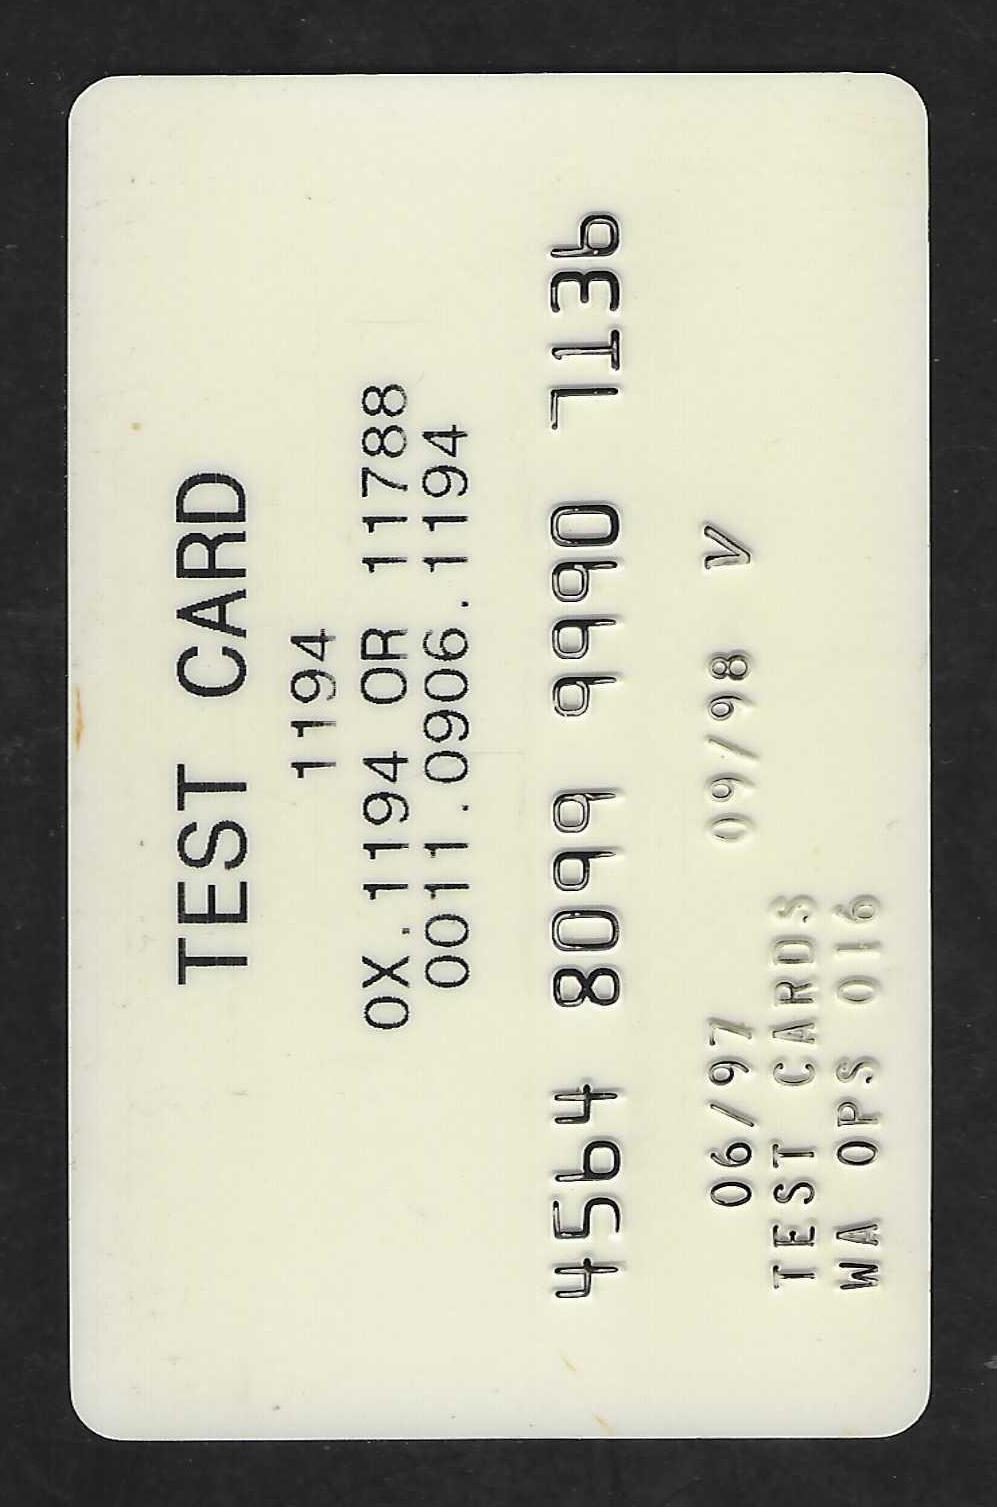 TEST CARD
1194
0X.1194 OR 11788
0011.0906.1194
4564 8099 9990 7136
06/97 09/98 V
TEST CARDS
WA OPS 016